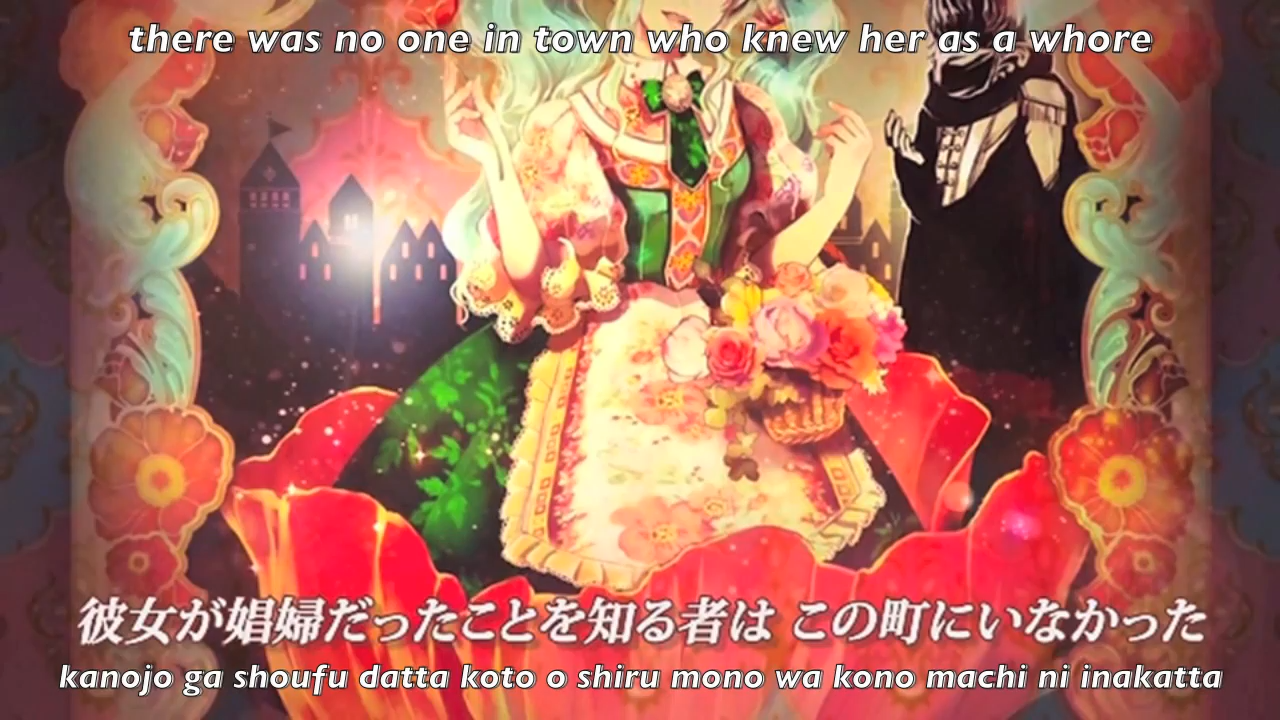 there was no one in town who knew her as a whore
彼女が娼婦だったことを知る者は この町にいなかった
kanojo ga shoufu datta koto o shiru mono wa kono machi ni inakatta